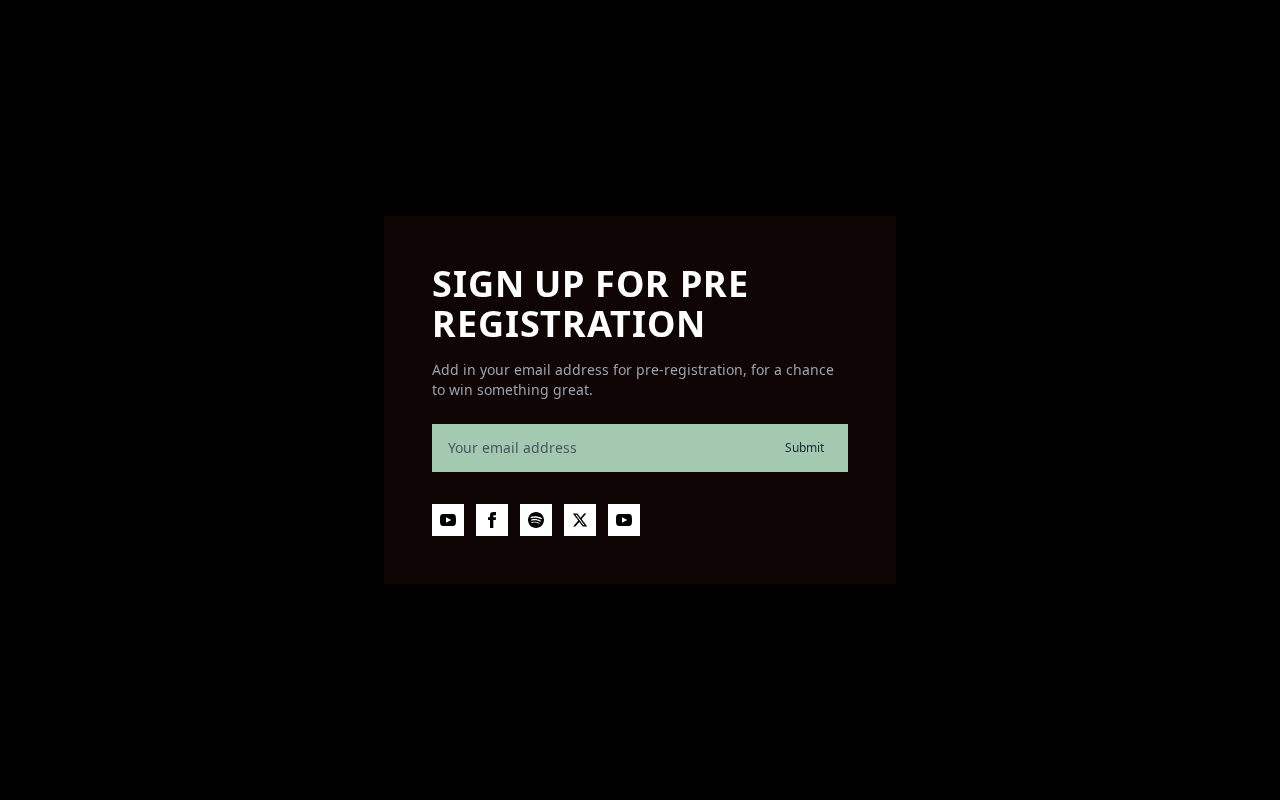 SIGN UP FOR PRE
REGISTRATION
Add in your email address for pre-registration, for a chance
to win something great.
Your email address
Submit